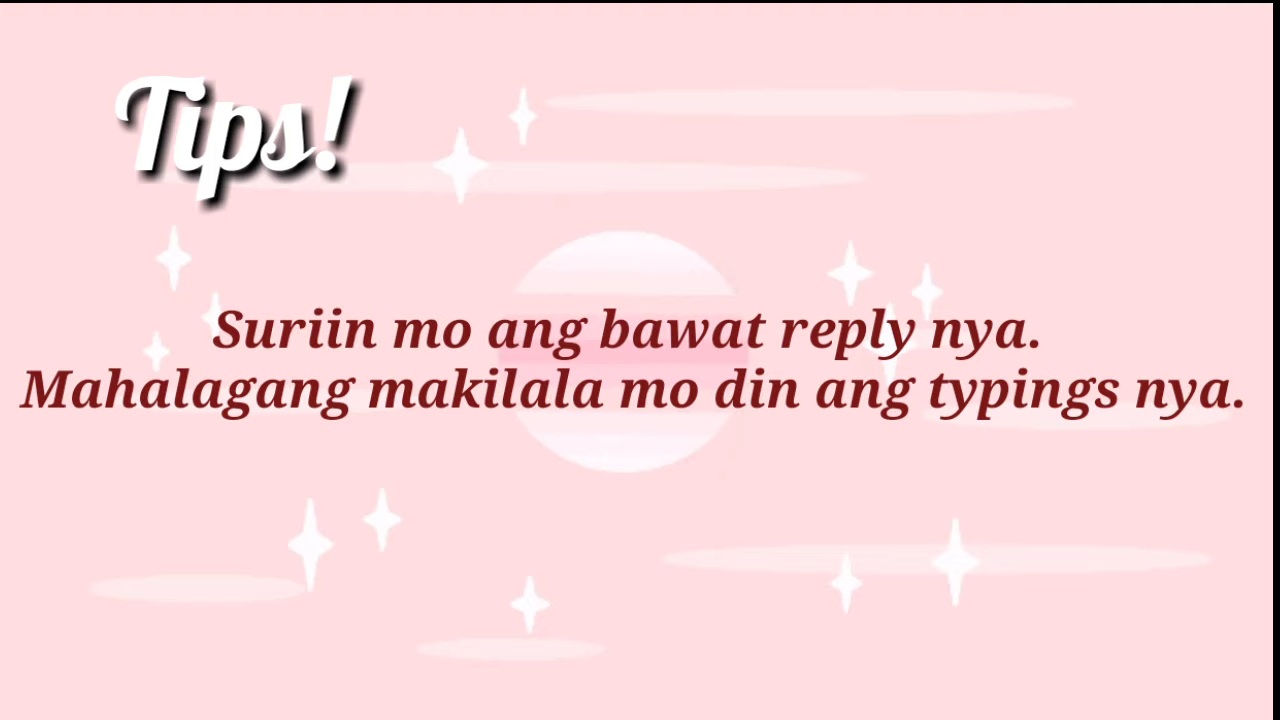 Tips!
Suriin mo ang bawat reply nya.
Mahalagang makilala mo din ang typings nya.